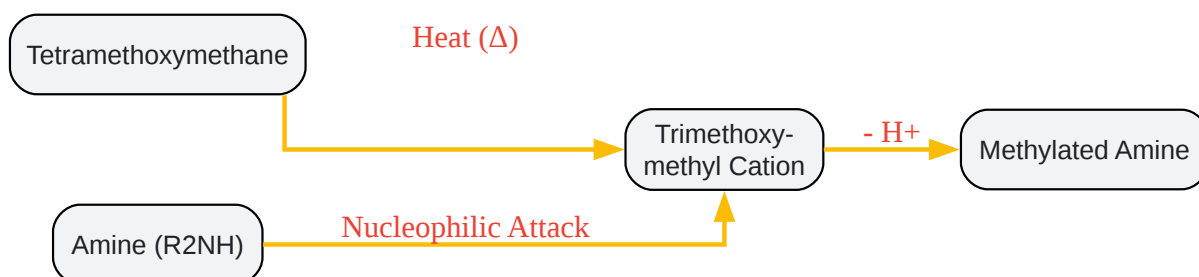 Heat (Δ)
Tetramethoxymethane
Trimethoxy-
methyl Cation
- H+
Methylated Amine
Nucleophilic Attack
Amine (R2NH)